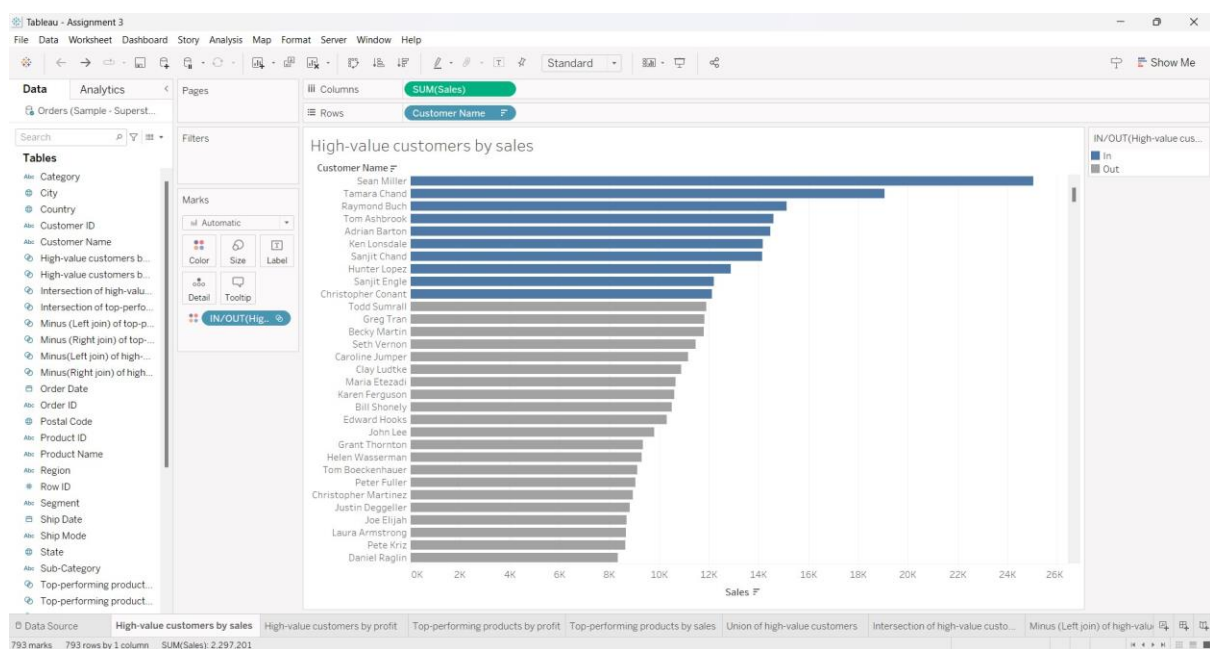 Tableau - Assignment 3
File Data Worksheet Dashboard Story Analysis Map Format Server Window Help
Standard
Show Me
Data Analytics
Orders (Sample - Superst...
Search
Tables
Abc Category
City
Country
Abc Customer ID
Abc Customer Name
High-value customers b...
High-value customers b...
Intersection of high-valu...
Intersection of top-perfo...
Minus (Left join) of top-p...
Minus (Right join) of top-...
Minus(Left join) of high-...
Minus(Right join) of high...
Order Date
Abc Order ID
Postal Code
Abc Product ID
Abc Product Name
Abc Region
Row ID
Abc Segment
Ship Date
Abc Ship Mode
State
Abc Sub-Category
Top-performing product...
Top-performing product...
Pages
Filters
Marks
Automatic
Color Size Label
Detail Tooltip
IN/OUT(Hig..
Columns SUM(Sales)
Rows Customer Name
High-value customers by sales
Customer Name
Sean Miller
Tamara Chand
Raymond Buch
Tom Ashbrook
Adrian Barton
Ken Lonsdale
Sanjit Chand
Hunter Lopez
Sanjit Engle
Christopher Conant
Todd Sumrall
Greg Tran
Becky Martin
Seth Vernon
Caroline Jumper
Clay Ludtke
Maria Etezadi
Karen Ferguson
Bill Shonely
Edward Hooks
John Lee
Grant Thornton
Helen Wasserman
Tom Boeckenhauer
Peter Fuller
Christopher Martinez
Justin Deggeller
Joe Elijah
Laura Armstrong
Pete Kriz
Daniel Raglin
0K 2K 4K 6K 8K 10K 12K 14K 16K 18K 20K 22K 24K 26K
Sales
IN/OUT(High-value cus...
In
Out
Data Source High-value customers by sales High-value customers by profit Top-performing products by profit Top-performing products by sales Union of high-value customers Intersection of high-value custo... Minus (Left join) of high-valu
793 marks 793 rows by 1 column SUM(Sales): 2,297,201